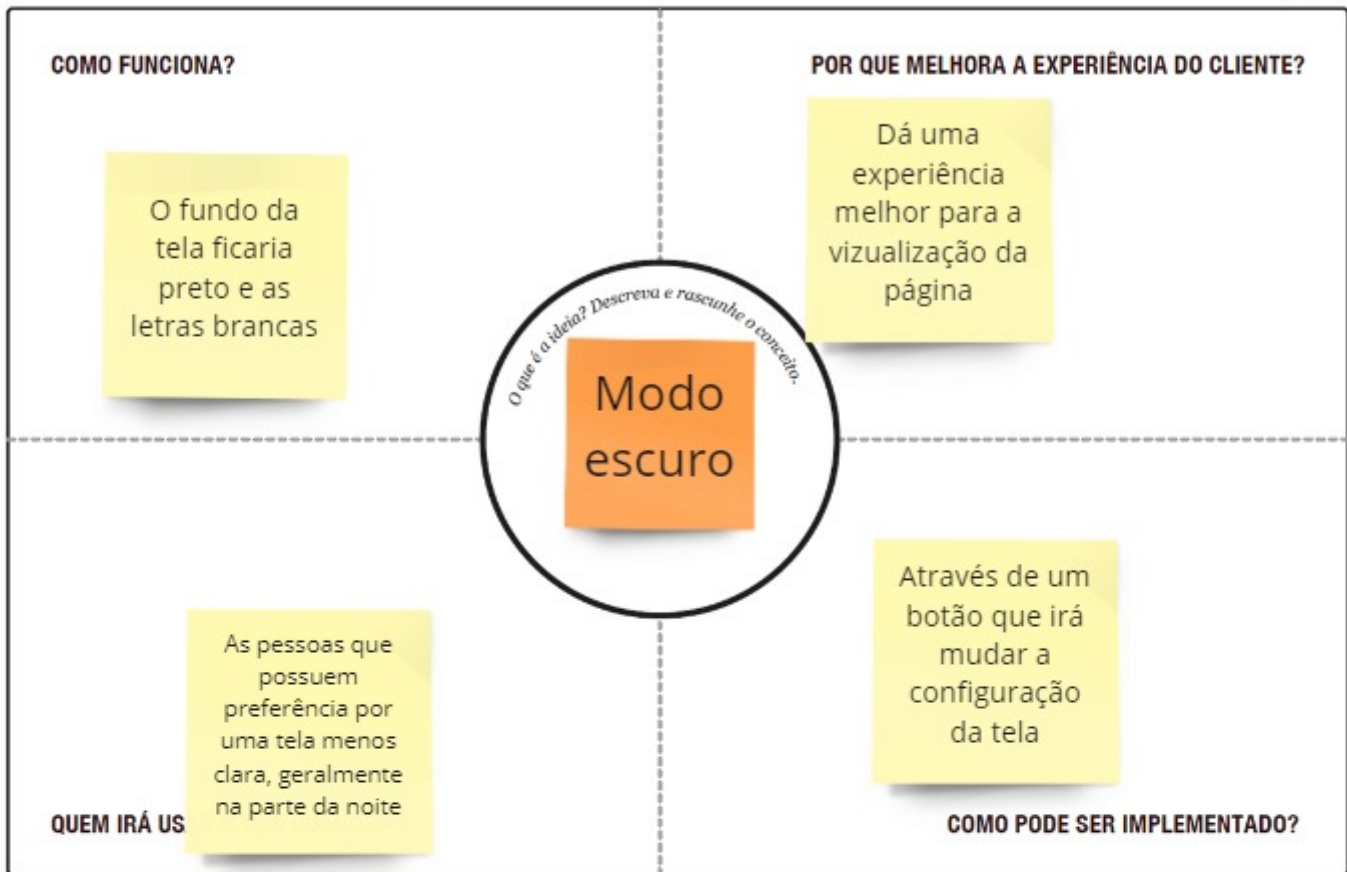 COMO FUNCIONA?
O fundo da
tela ficaria
preto e as
letras brancas
POR QUE MELHORA A EXPERIÊNCIA DO CLIENTE?
Dá uma
experiência
melhor para a
vizualização da
página
O que é a ideia? Descreva e rascunhe o conceito.
Modo
escuro
As pessoas que
possuem
preferência por
uma tela menos
clara, geralmente
na parte da noite
QUEM IRÁ US
Através de um
botão que irá
mudar a
configuração
da tela
COMO PODE SER IMPLEMENTADO?